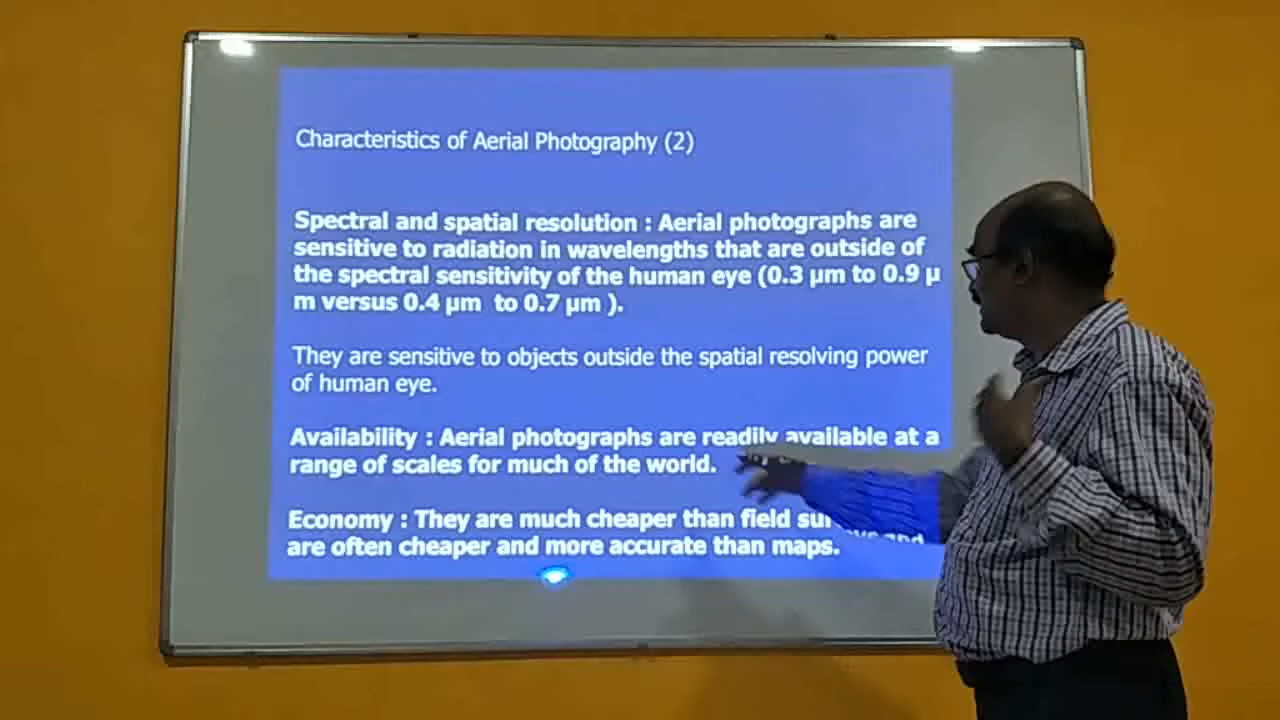 Characteristics of Aerial Photography (2)
Spectral and spatial resolution : Aerial photographs are
sensitive to radiation in wavelengths that are outside of
the spectral sensitivity of the human eye (0.3 µm to 0.9 µ
m versus 0.4 µm to 0.7 µm ).
They are sensitive to objects outside the spatial resolving power
of human eye.
Availability : Aerial photographs are readily available at a
range of scales for much of the world.
Economy : They are much cheaper than field and
are often cheaper and more accurate than maps.